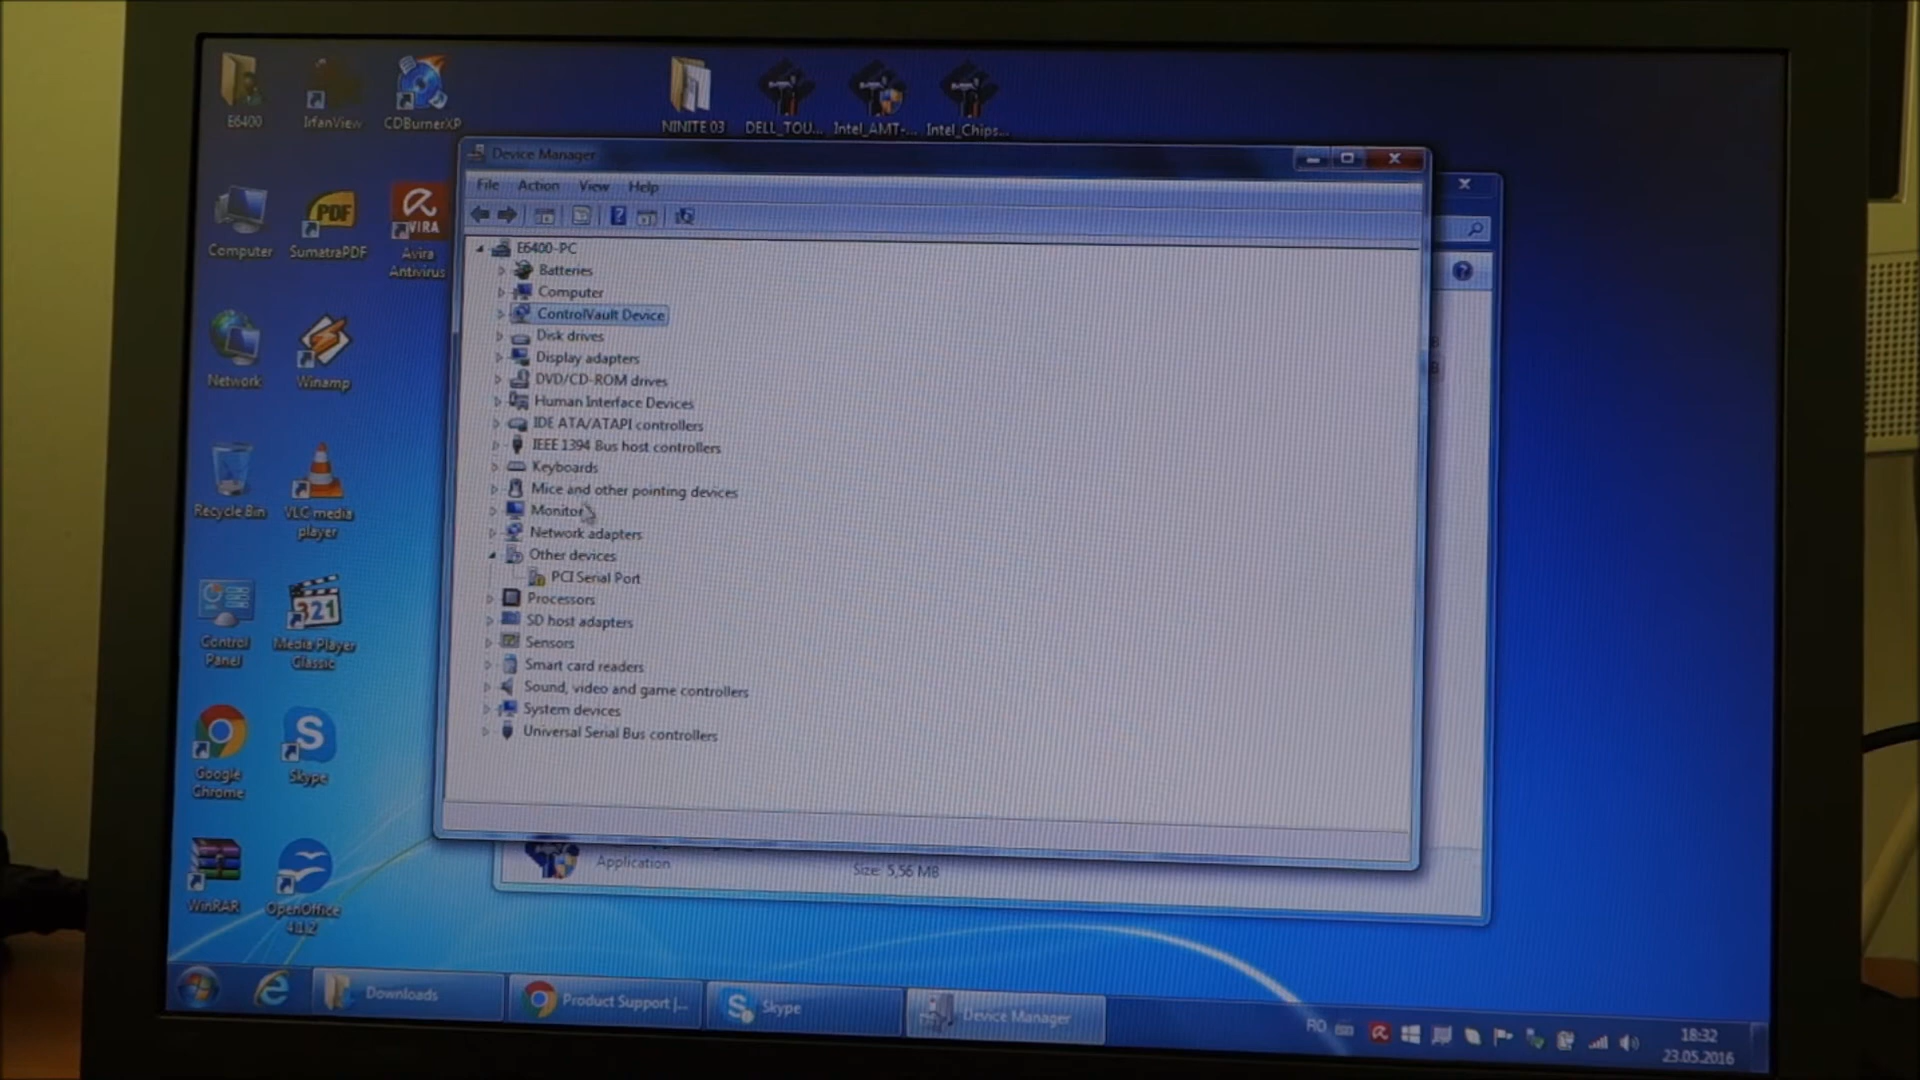 E6400
IrfanView
CDBurnerXP
NINITE 03
DELL_TOU...
Intel_AMT-...
Intel_Chips...
Device Manager
File Action View Help
E6400-PC
Batteries
Computer
ControlVault Device
Disk drives
Display adapters
DVD/CD-ROM drives
Human Interface Devices
IDE ATA/ATAPI controllers
IEEE 1394 Bus host controllers
Keyboards
Mice and other pointing devices
Monitor
Network adapters
Other devices
PCI Serial Port
Processors
SD host adapters
Sensors
Smart card readers
Sound, video and game controllers
System devices
Universal Serial Bus controllers
Application
Size: 5,56 MB
Computer
PDF
SumatraPDF
VIRA
Avira
Antivirus
Network
Winamp
Recycle Bin
VLC media
player
Control
Panel
321
Media Player
Classic
Google
Chrome
S
Skype
WinRAR
OpenOffice
4.1.2
Downloads
Product Support |...
S
Skype
Device Manager
RO
18:32
23.05.2016